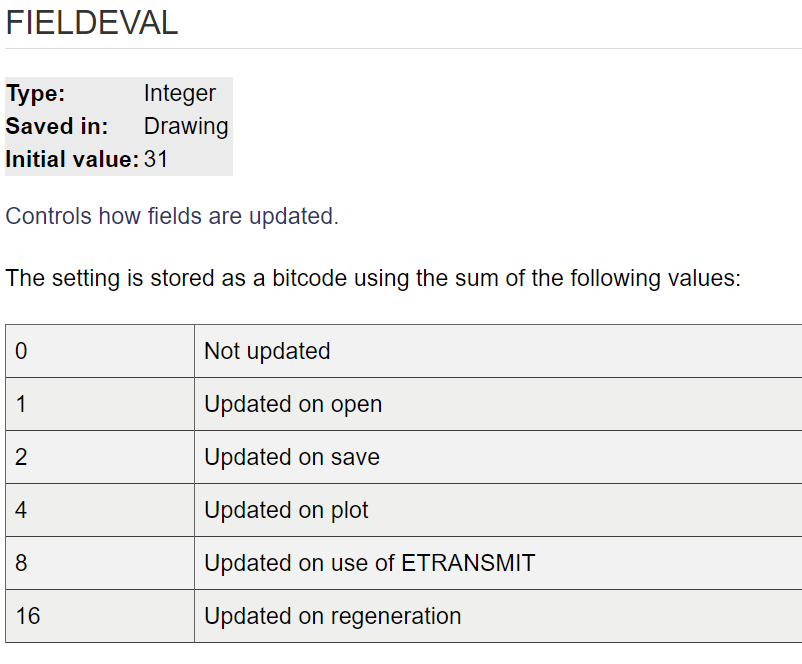 FIELDEVAL
Type: Integer
Saved in: Drawing
Initial value: 31
Controls how fields are updated.
The setting is stored as a bitcode using the sum of the following values:
0 Not updated
1 Updated on open
2 Updated on save
4 Updated on plot
8 Updated on use of ETRANSMIT
16 Updated on regeneration